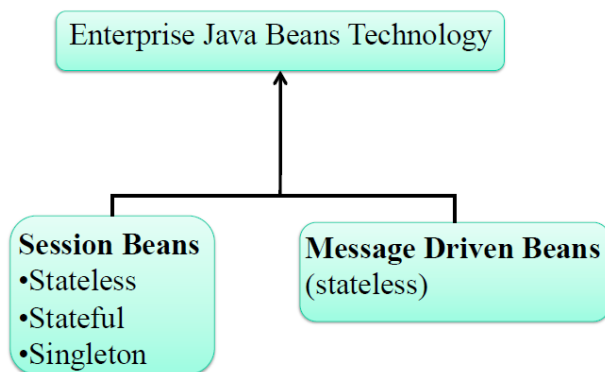 Enterprise Java Beans Technology
Session Beans
•Stateless
•Stateful
•Singleton
Message Driven Beans
(stateless)